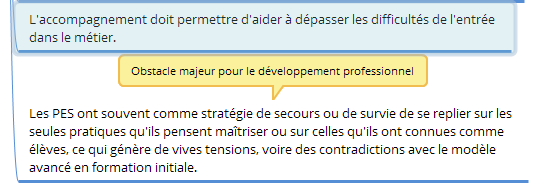 L'accompagnement doit permettre d'aider à dépasser les difficultés de l'entrée
dans le métier.
Obstacle majeur pour le développement professionnel
Les PES ont souvent comme stratégie de secours ou de survie de se replier sur les
seules pratiques qu'ils pensent maîtriser ou sur celles qu'ils ont connues comme
élèves, ce qui génère de vives tensions, voire des contradictions avec le modèle
avancé en formation initiale.